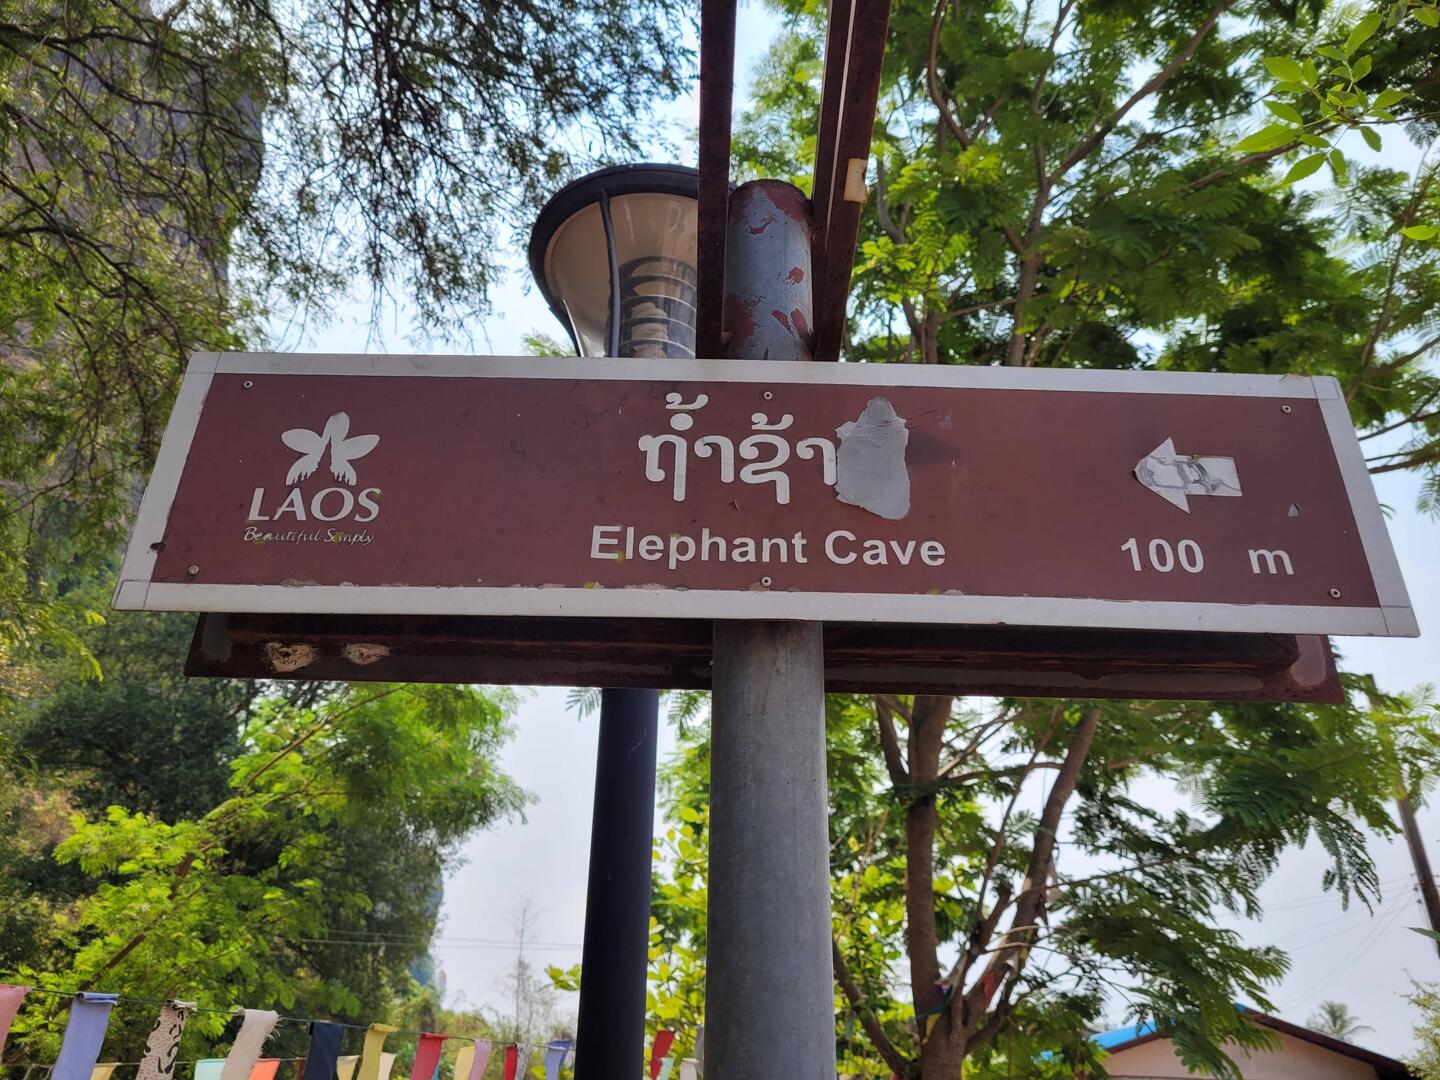 LAOS
Beautiful Simply
ຖ້ຳຊ້າ
Elephant Cave
100 m